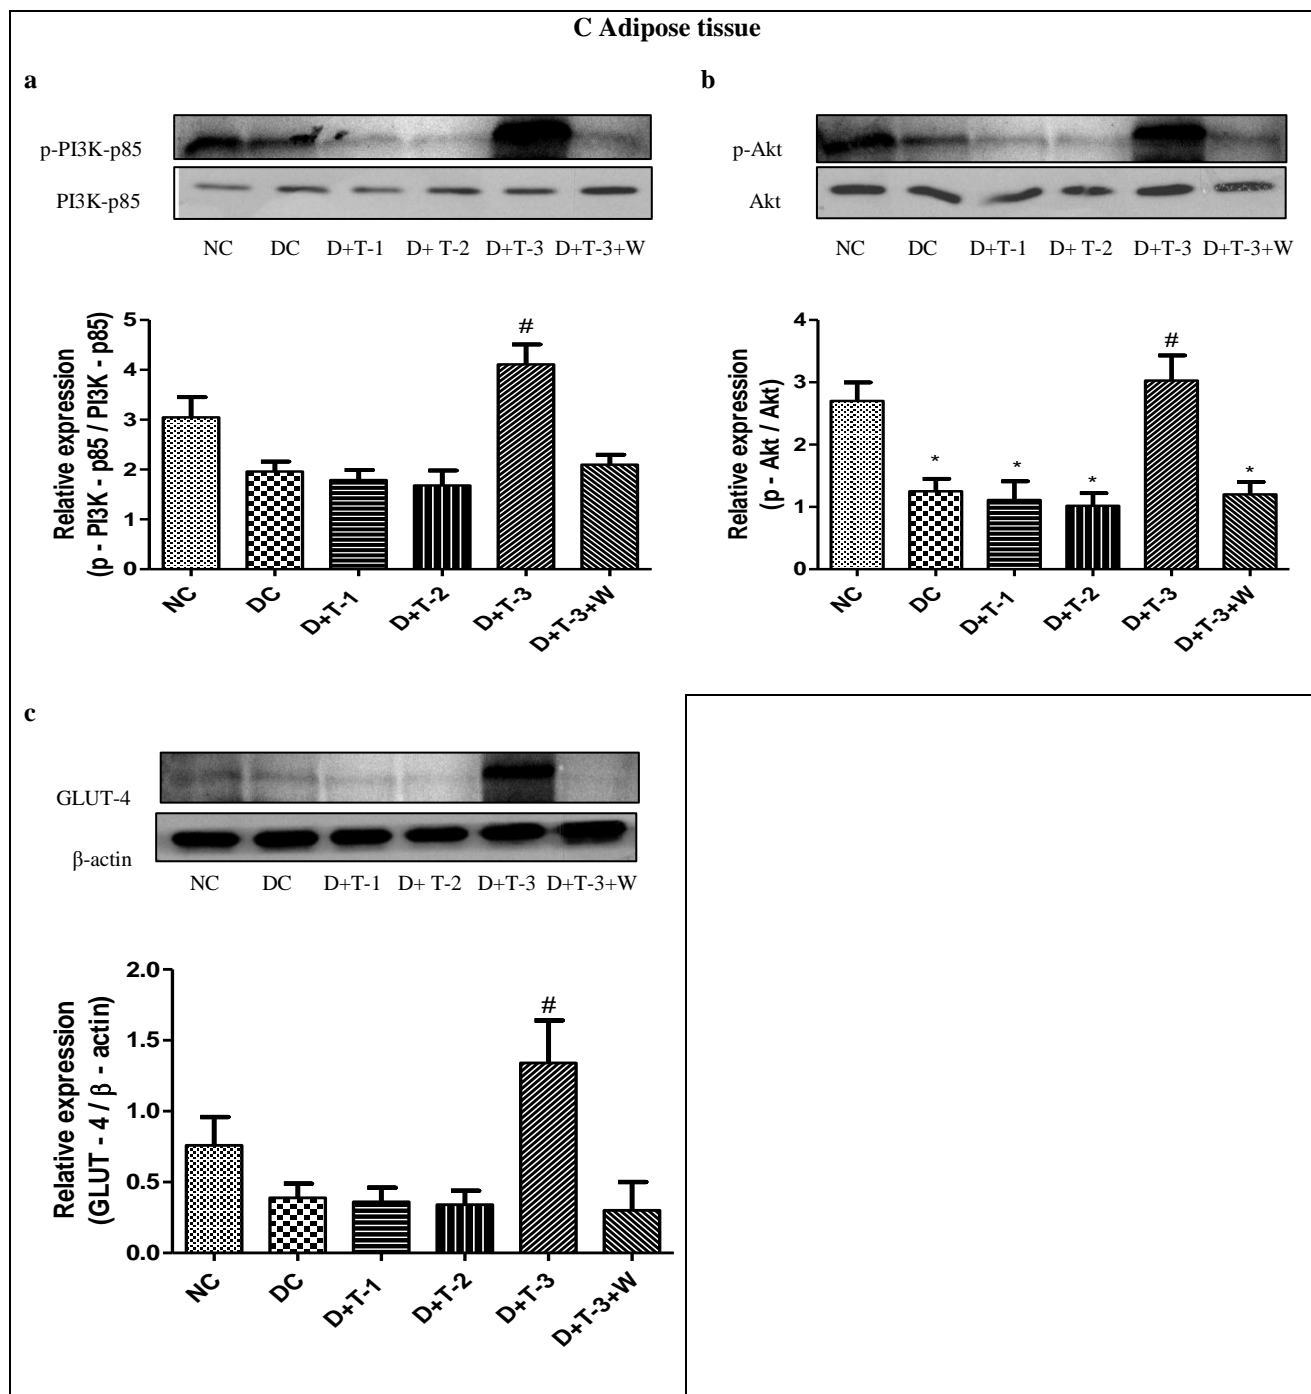 C Adipose tissue
a
p-PI3K-p85
PI3K-p85
NC DC D+T-1 D+ T-2 D+T-3 D+T-3+W
Relative expression
(p - PI3K - p85 / PI3K - p85)
5
4
3
2
1
0
#
NC DC D+T-1 D+T-2 D+T-3 D+T-3+W
b
p-Akt
Akt
NC DC D+T-1 D+ T-2 D+T-3 D+T-3+W
Relative expression
(p - Akt / Akt)
4
3
2
1
0
* * * # *
NC DC D+T-1 D+T-2 D+T-3 D+T-3+W
c
GLUT-4
β-actin
NC DC D+T-1 D+ T-2 D+T-3 D+T-3+W
Relative expression
(GLUT - 4 / β - actin)
2.0
1.5
1.0
0.5
0.0
#
NC DC D+T-1 D+T-2 D+T-3 D+T-3+W